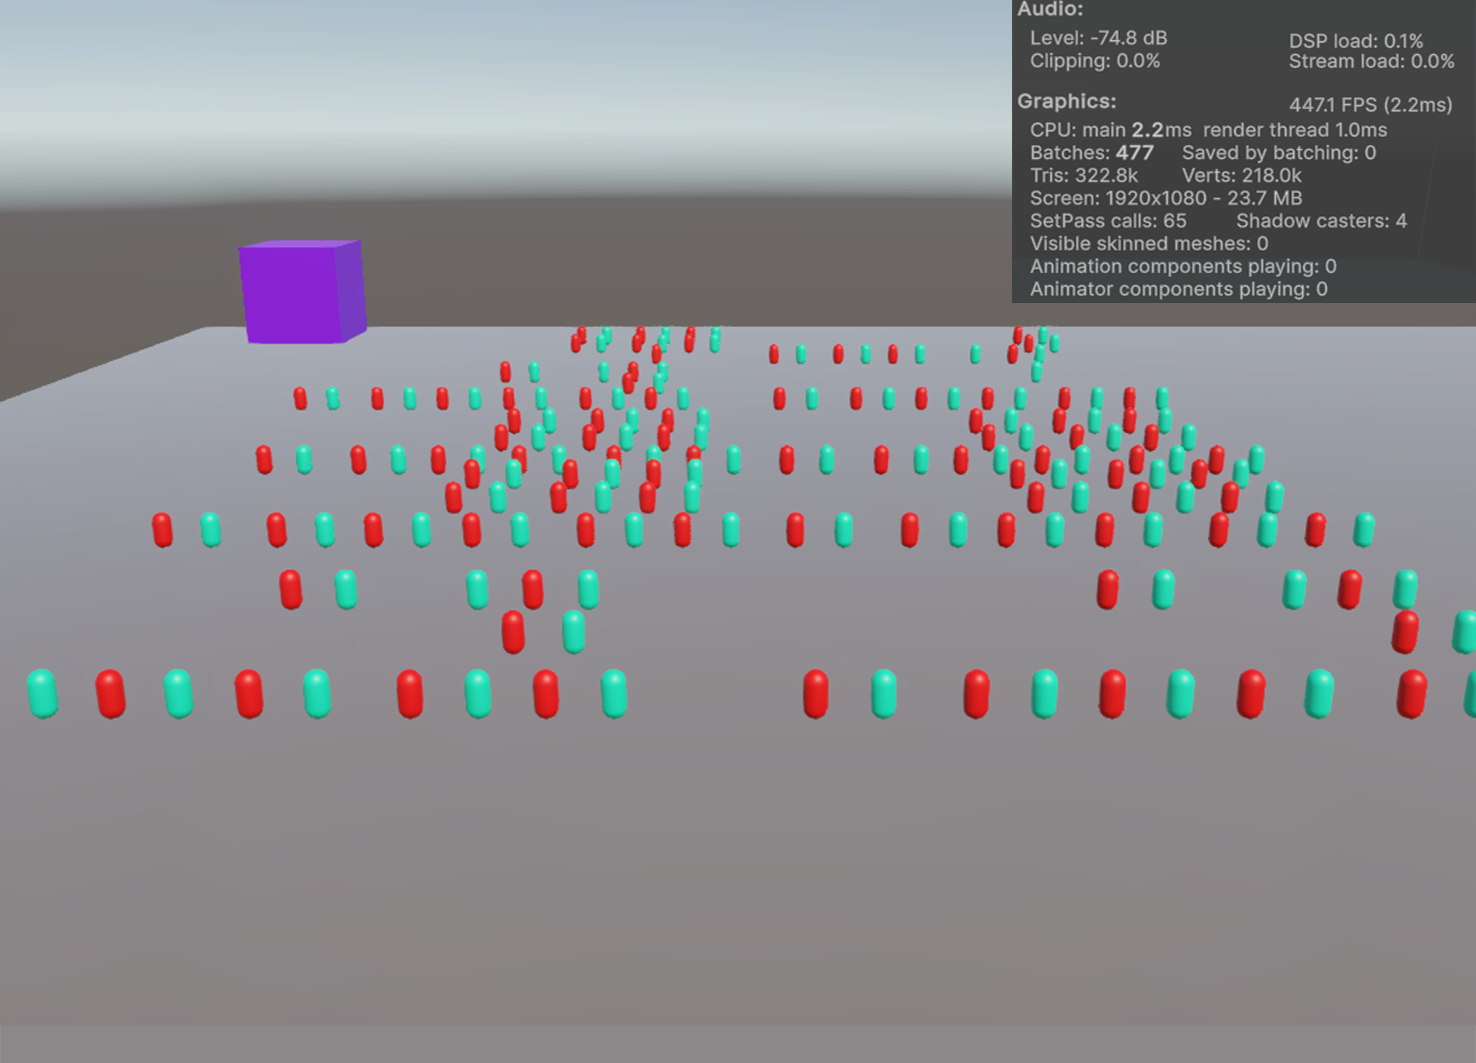 Audio:
Level: -74.8 dB DSP load: 0.1%
Clipping: 0.0% Stream load: 0.0%
Graphics: 447.1 FPS (2.2ms)
CPU: main 2.2ms render thread 1.0ms
Batches: 477 Saved by batching: 0
Tris: 322.8k Verts: 218.0k
Screen: 1920x1080 - 23.7 MB
SetPass calls: 65 Shadow casters: 4
Visible skinned meshes: 0
Animation components playing: 0
Animator components playing: 0